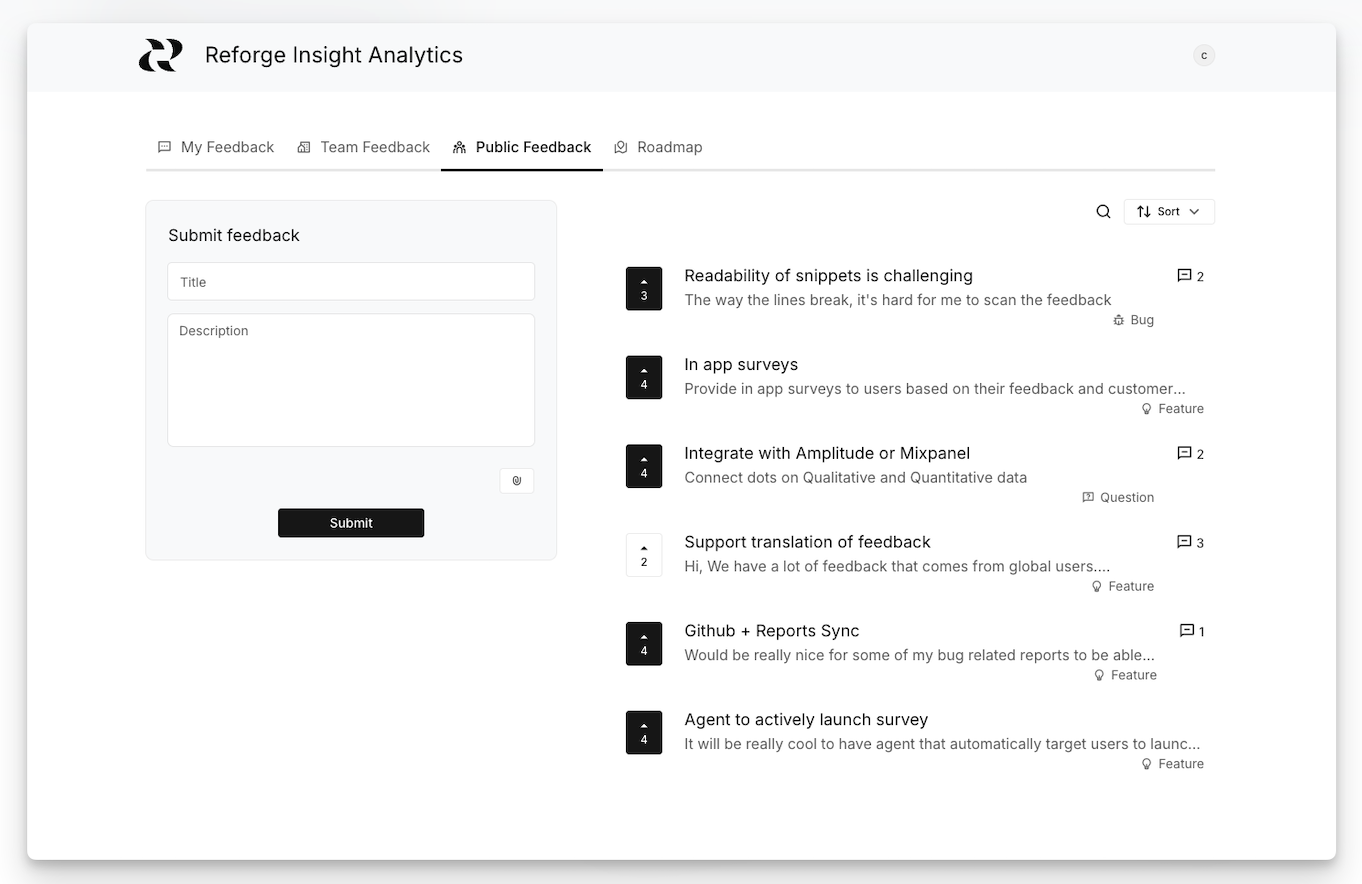 Reforge Insight Analytics
c
My Feedback
Team Feedback
Public Feedback
Roadmap
Submit feedback
Title
Description
Submit
Sort
3
Readability of snippets is challenging
2
The way the lines break, it's hard for me to scan the feedback
Bug
4
In app surveys
Provide in app surveys to users based on their feedback and customer...
Feature
4
Integrate with Amplitude or Mixpanel
2
Connect dots on Qualitative and Quantitative data
Question
2
Support translation of feedback
3
Hi, We have a lot of feedback that comes from global users....
Feature
4
Github + Reports Sync
1
Would be really nice for some of my bug related reports to be able...
Feature
4
Agent to actively launch survey
It will be really cool to have agent that automatically target users to launc...
Feature